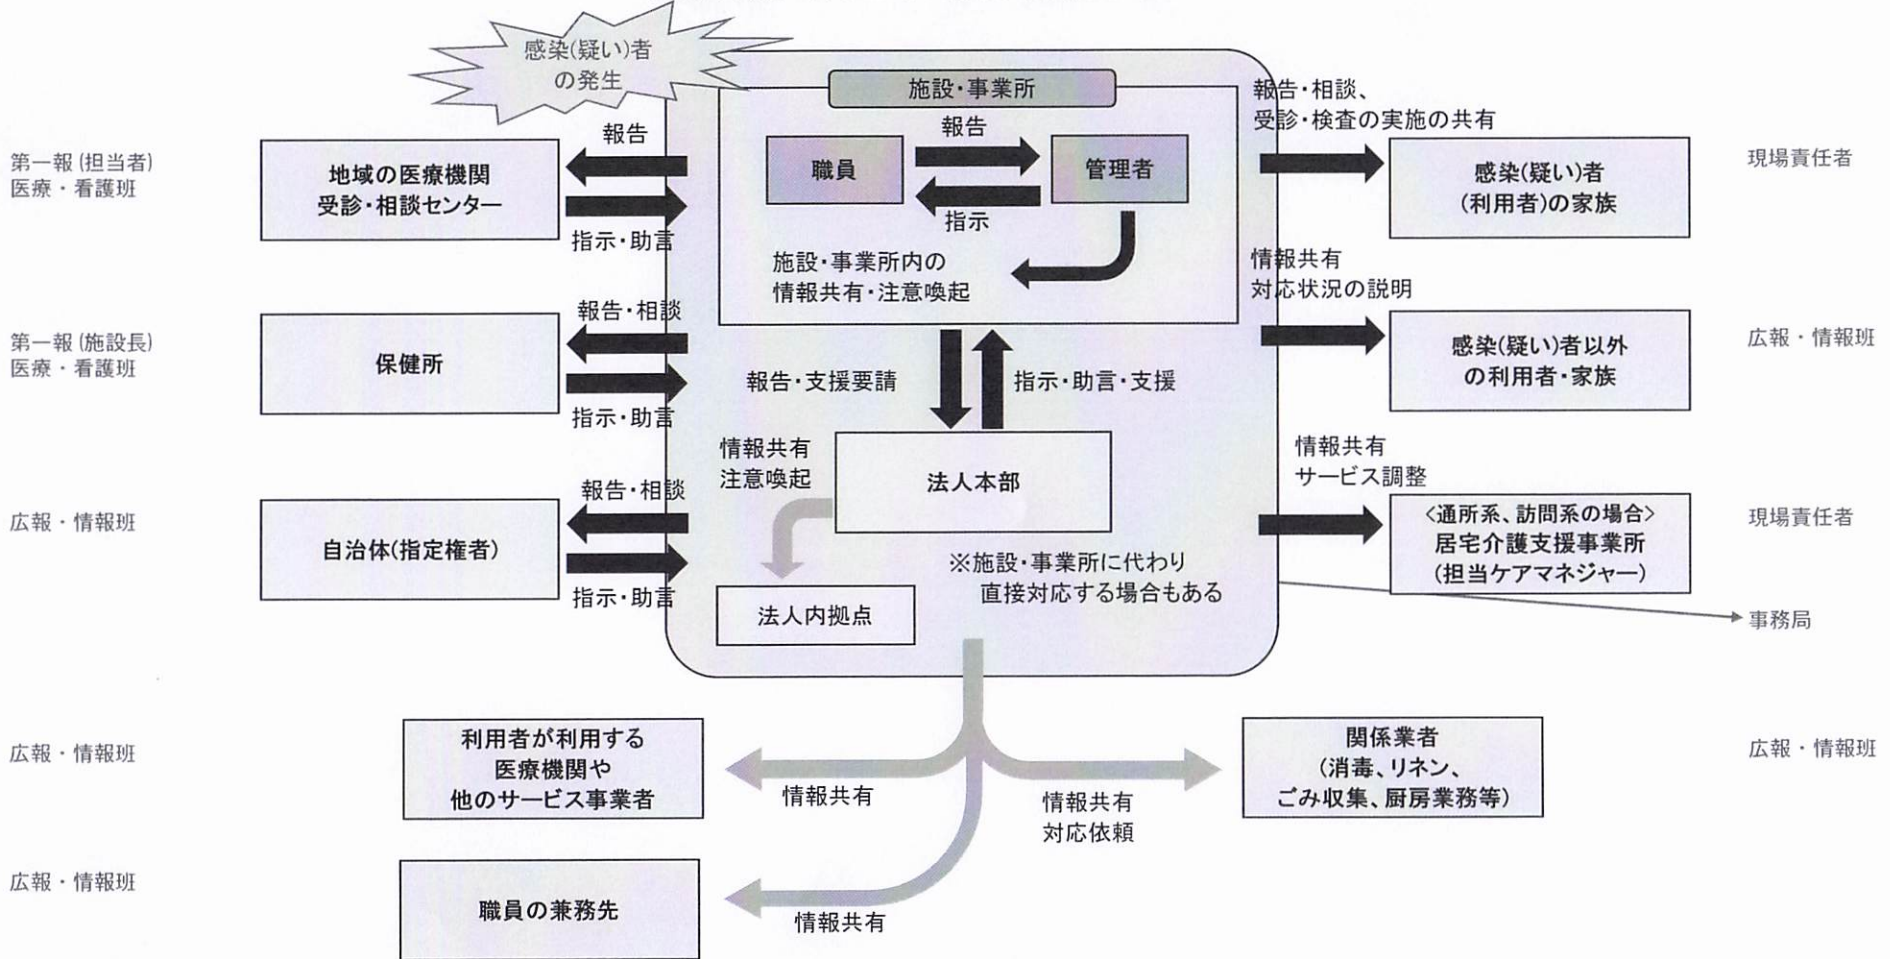 感染(疑い)者
の発生
施設・事業所
報告・相談、
受診・検査の実施の共有
第一報(担当者)
医療・看護班
地域の医療機関
受診・相談センター
報告
指示・助言
職員
報告
指示
管理者
施設・事業所内の
情報共有・注意喚起
感染(疑い)者
(利用者)の家族
現場責任者
第一報(施設長)
医療・看護班
保健所
報告・相談
指示・助言
報告・支援要請
指示・助言・支援
情報共有
対応状況の説明
感染(疑い)者以外
の利用者・家族
広報・情報班
広報・情報班
自治体(指定権者)
報告・相談
指示・助言
情報共有
注意喚起
法人本部
法人内拠点
※施設・事業所に代わり
直接対応する場合もある
情報共有
サービス調整
<通所系、訪問系の場合>
居宅介護支援事業所
(担当ケアマネジャー)
現場責任者
事務局
広報・情報班
利用者が利用する
医療機関や
他のサービス事業者
情報共有
情報共有
対応依頼
関係業者
(消毒、リネン、
ごみ収集、厨房業務等)
広報・情報班
広報・情報班
職員の兼務先
情報共有